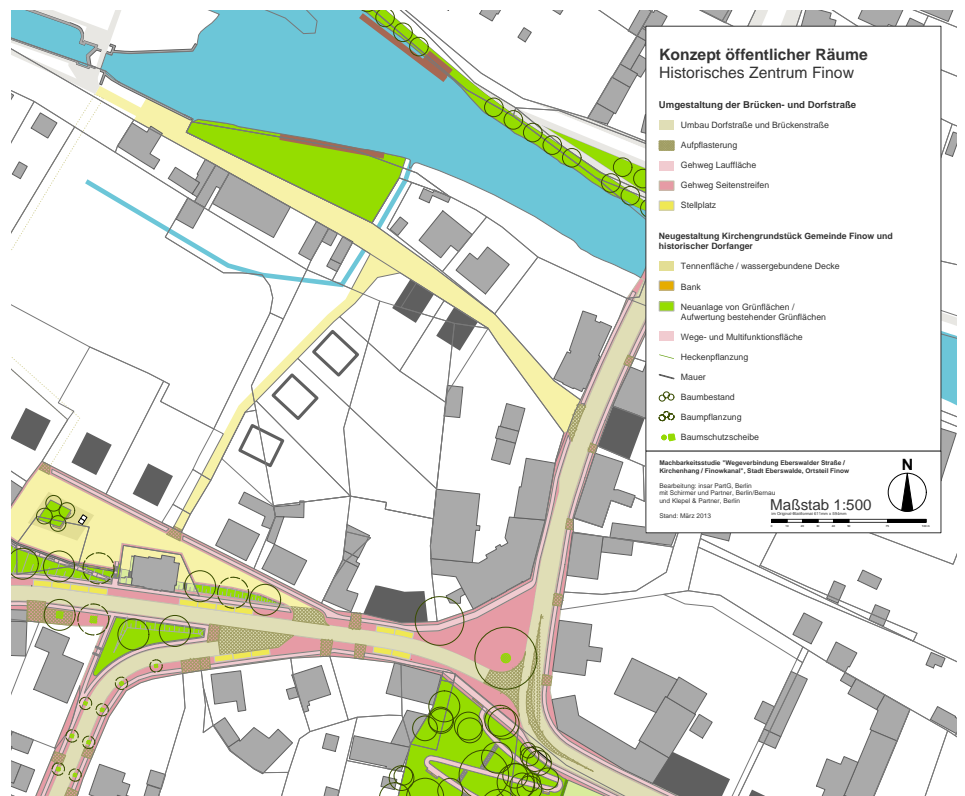 Konzept öffentlicher Räume
Historisches Zentrum Finow
Umgestaltung der Brücken- und Dorfstraße
Umbau Dorfstraße und Brückenstraße
Aufpflasterung
Gehweg Lauffläche
Gehweg Seitenstreifen
Stellplatz
Neugestaltung Kirchengrundstück Gemeinde Finow und
historischer Dorfanger
Tennenfläche / wassergebundene Decke
Bank
Neuanlage von Grünflächen /
Aufwertung bestehender Grünflächen
Wege- und Multifunktionsfläche
Heckenpflanzung
Mauer
Baumbestand
Baumpflanzung
Baumschutzscheibe
Machbarkeitsstudie "Wegeverbindung Eberswalder Straße /
Kirchenhang / Finowkanal", Stadt Eberswalde, Ortsteil Finow
Bearbeitung: insar PartG, Berlin
mit Schirmer und Partner, Berlin/Bernau
und Klepel & Partner, Berlin
Stand: März 2013
N
Maßstab 1:500